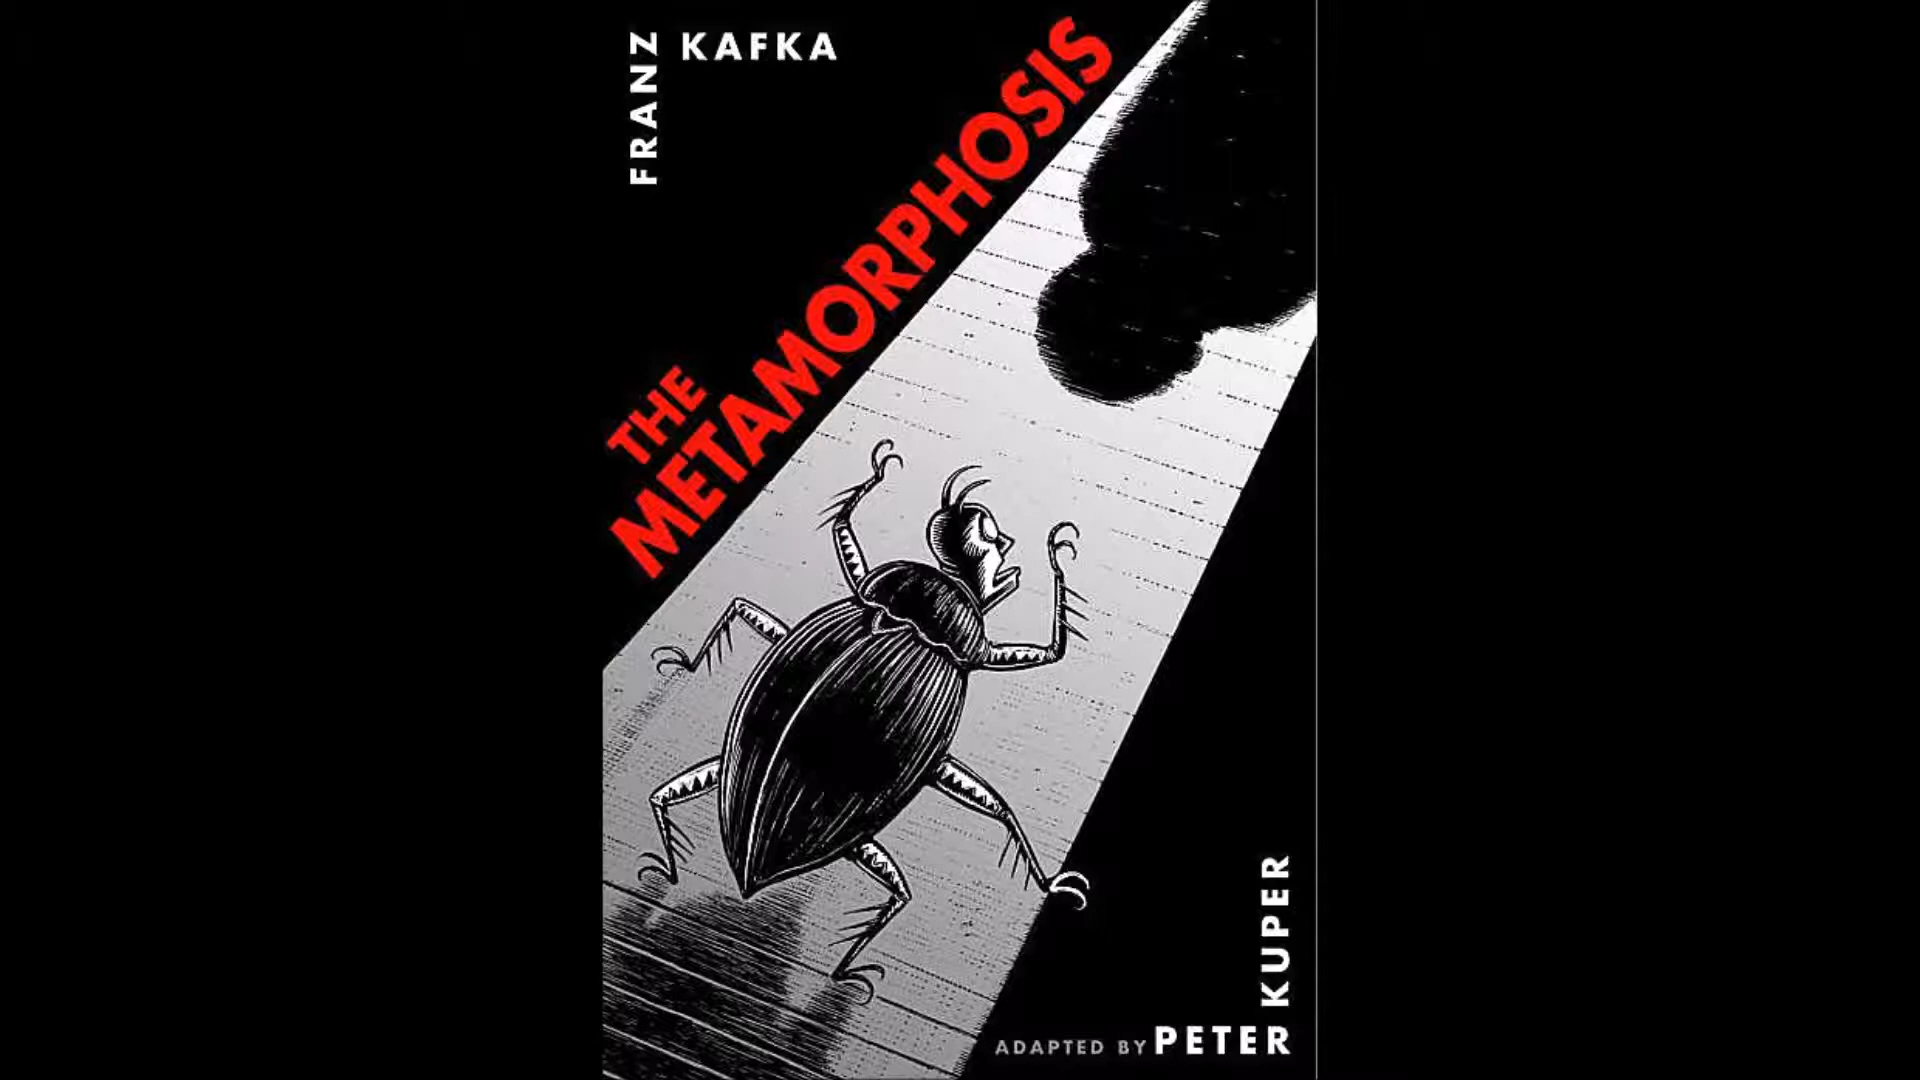 FRANZ
KAFKA
THE
METAMORPHOSIS
ADAPTED BY PETER
KUPER